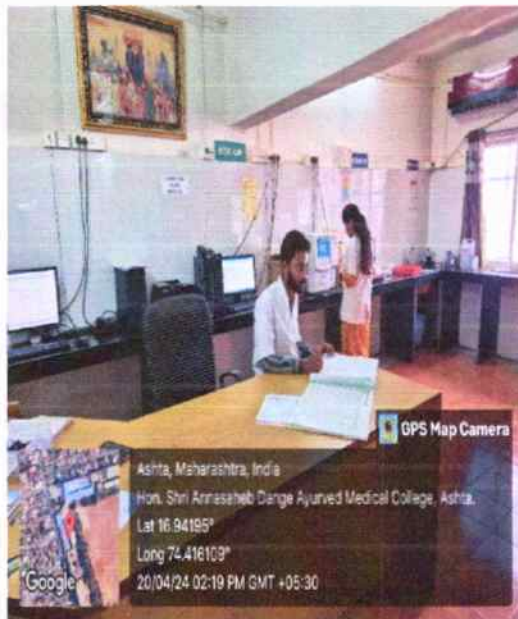 GPS Map Camera
Ashta, Maharashtra, India
Hon. Shri Annasaheb Dange Ayurved Medical College, Ashta.
Lat 16.94195°
Long 74.416109°
20/04/24 02:19 PM GMT +05:30
Google